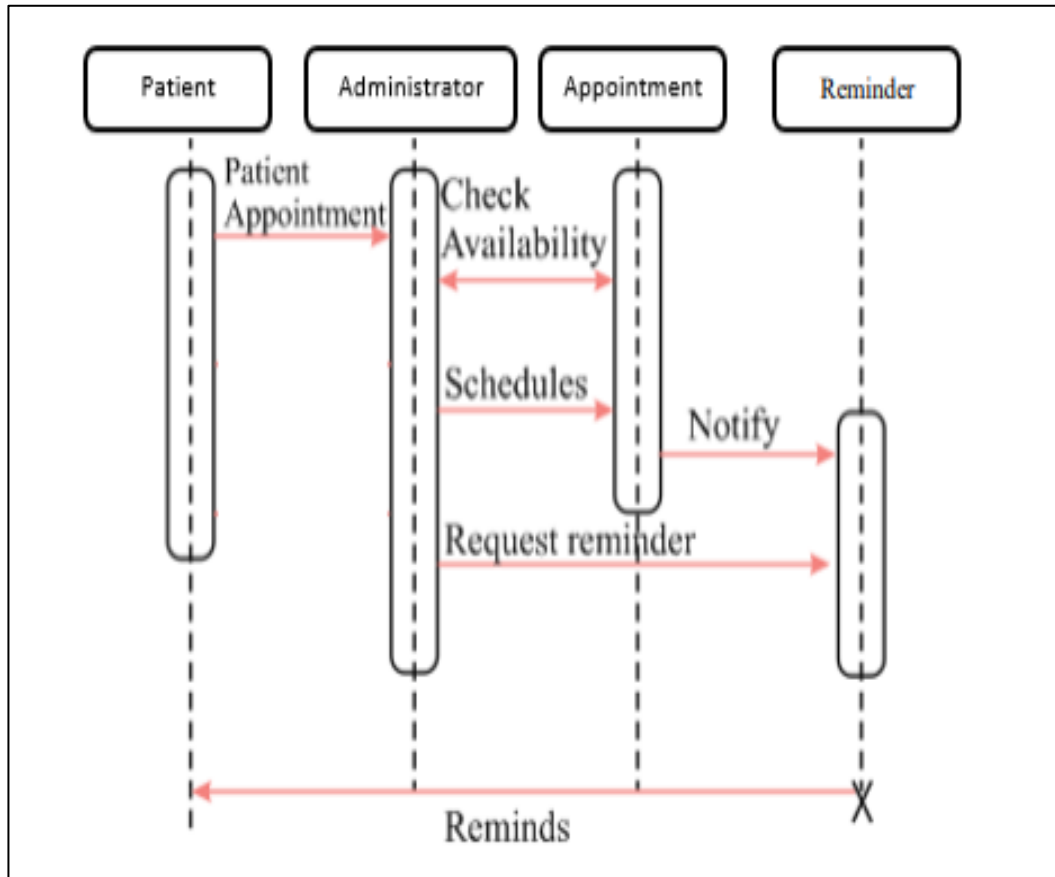 Patient
Administrator
Appointment
Reminder
Patient
Appointment
Check
Availability
Schedules
Notify
Request reminder
Reminds